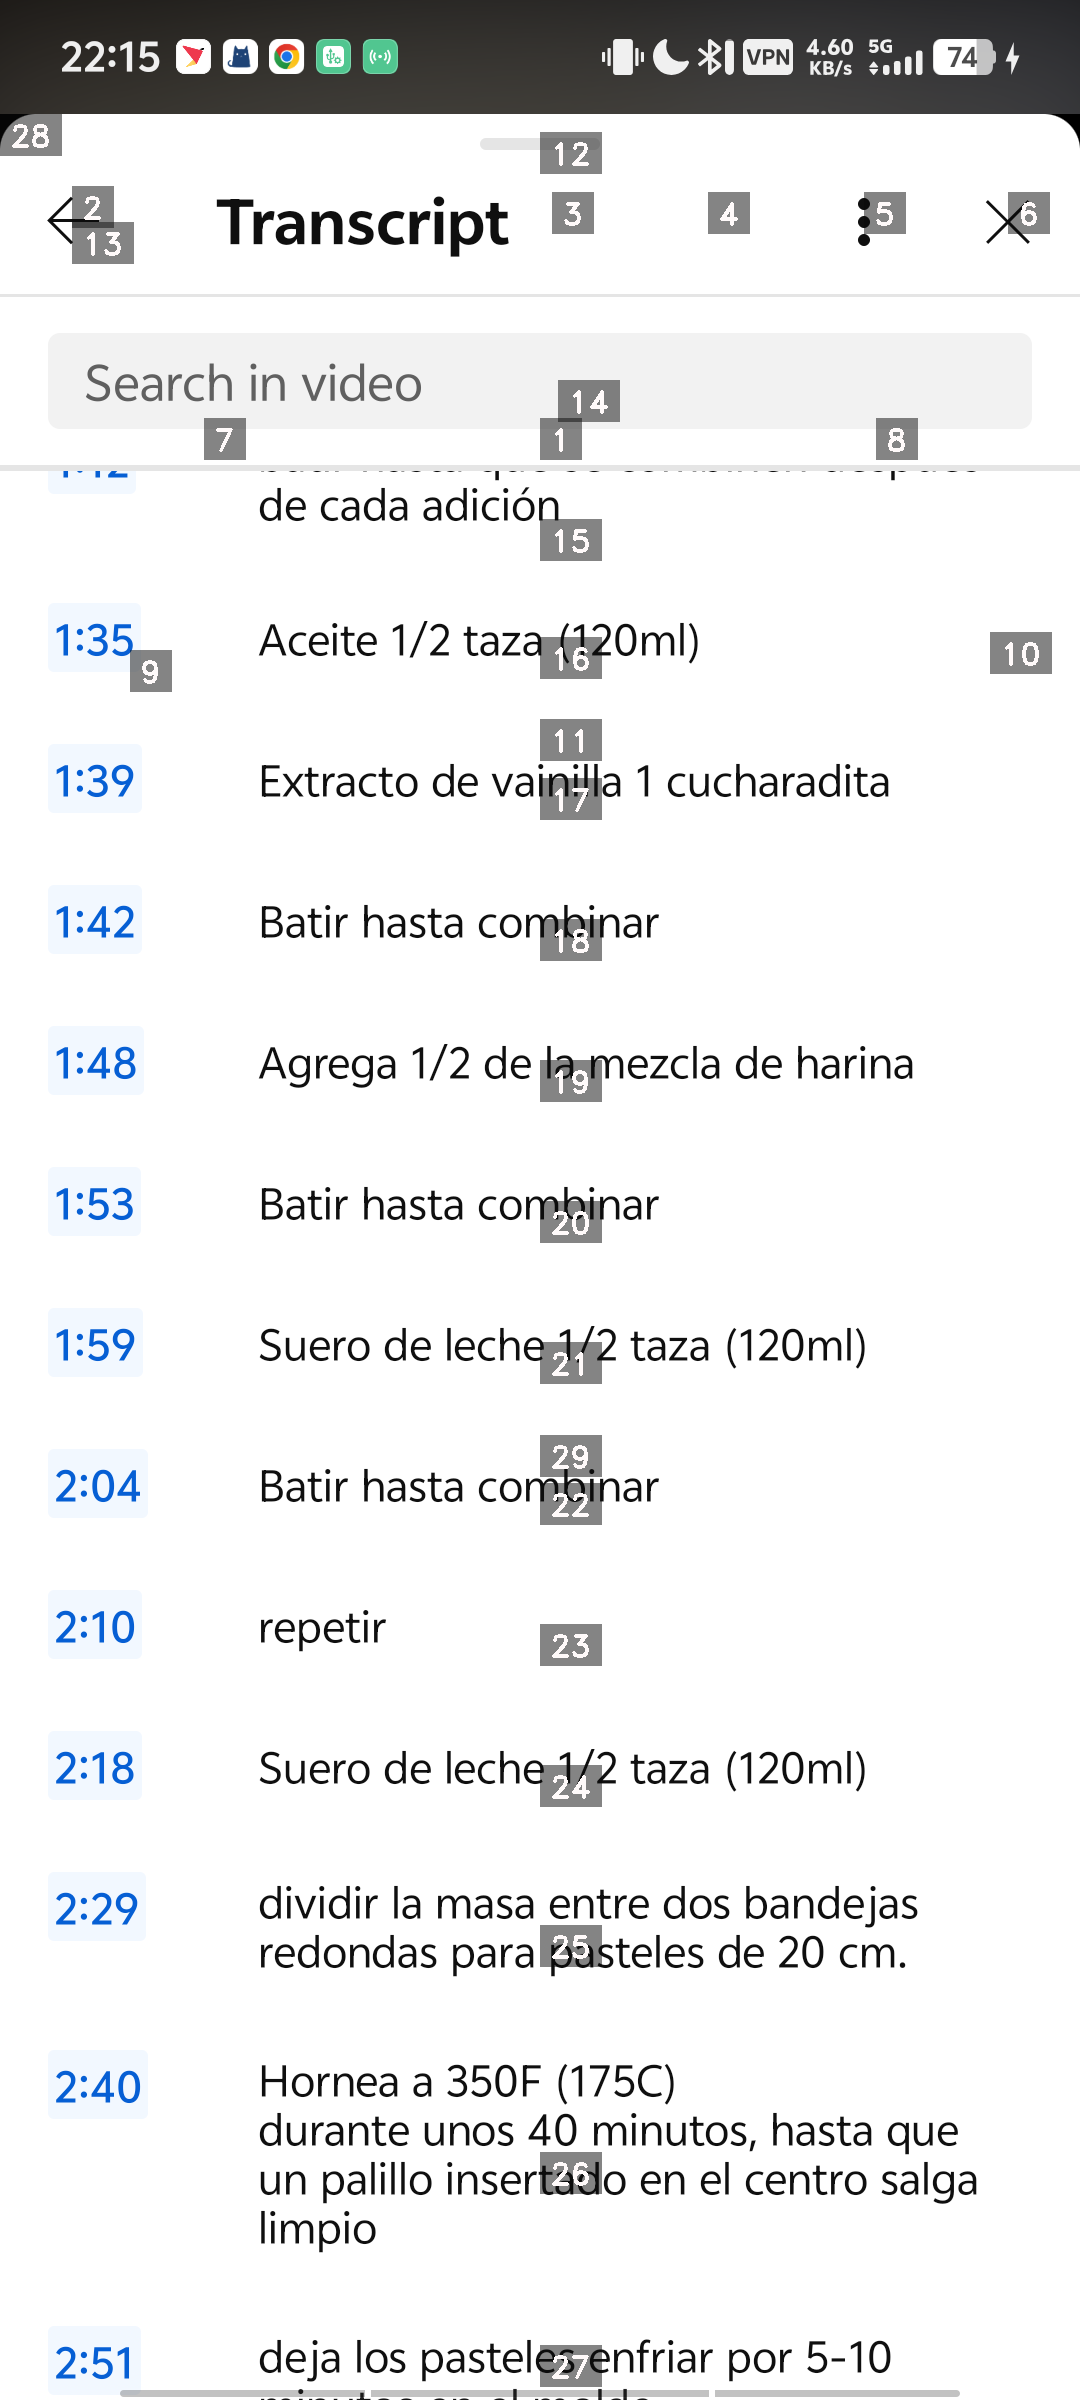 22:15
VPN
4.60
KB/s
5G
74
28
12
2
13
Transcript
3
4
5
6
Search in video
14
7
1
8
1:12
de cada adición
15
1:35
Aceite 1/2 taza (120ml)
16
9
10
11
1:39
Extracto de vainilla 1 cucharadita
17
1:42
Batir hasta combinar
18
1:48
Agrega 1/2 de la mezcla de harina
19
1:53
Batir hasta combinar
20
1:59
Suero de leche 1/2 taza (120ml)
21
29
2:04
Batir hasta combinar
22
2:10
repetir
23
2:18
Suero de leche 1/2 taza (120ml)
24
2:29
dividir la masa entre dos bandejas
redondas para pasteles de 20 cm.
25
2:40
Hornea a 350F (175C)
durante unos 40 minutos, hasta que
un palillo insertado en el centro salga
26
limpio
2:51
deja los pasteles enfriar por 5-10
27